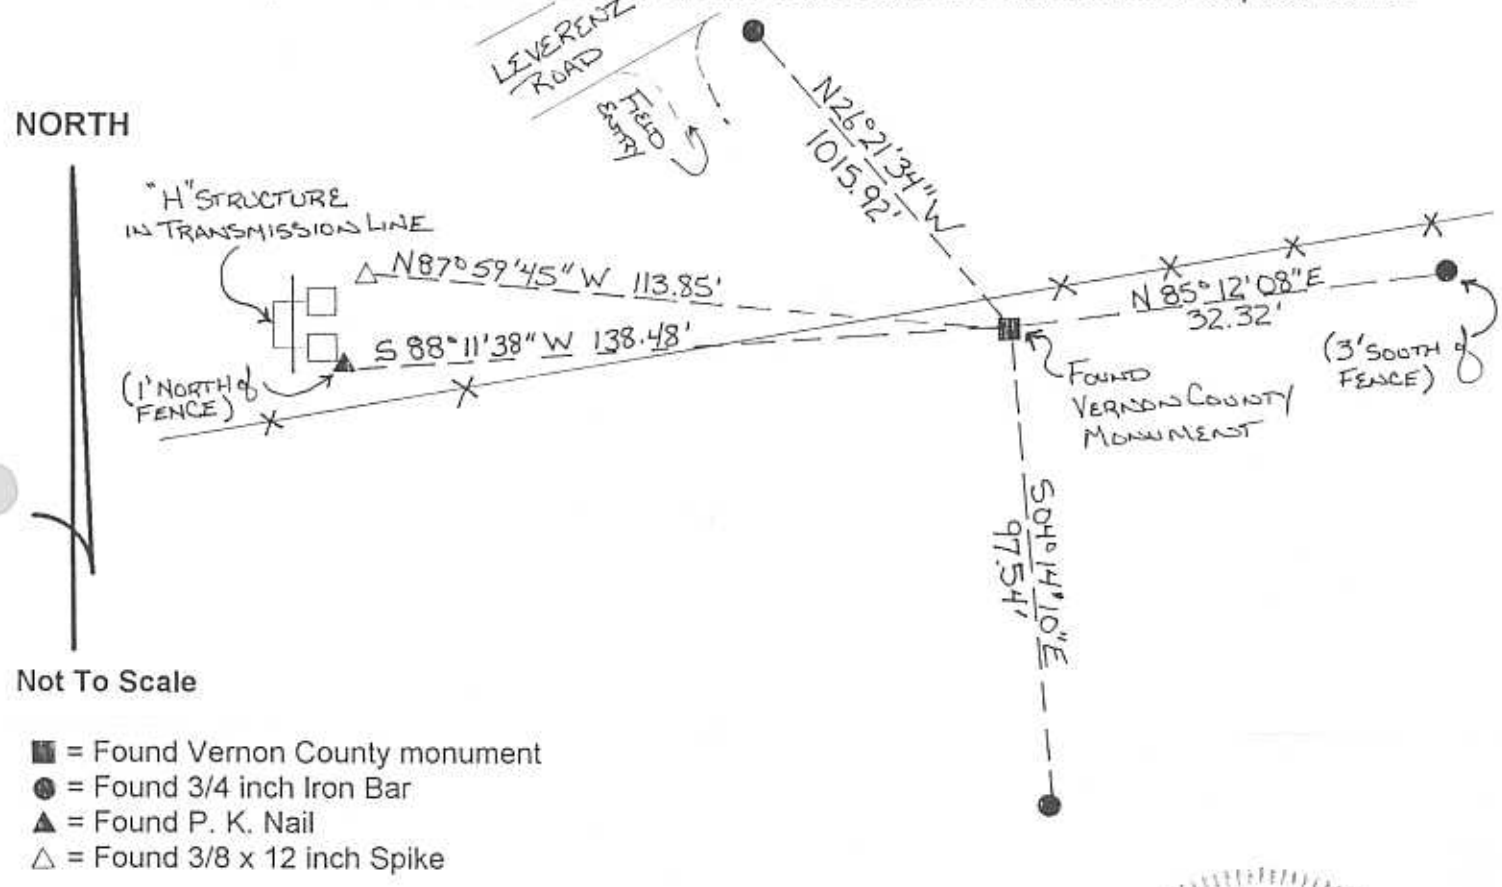 LEVERENZ
ROAD
FIELD
ENTRY
N26°21'34"W
1015.92'
NORTH
"H" STRUCTURE
IN TRANSMISSION LINE
N87°59'45"W 113.85'
S 88°11'38"W 138.48'
(1' NORTH of
FENCE)
N 85°12'08"E
32.32'
(3' SOUTH of
FENCE)
FOUND
VERNON COUNTY
MONUMENT
S04°14'10"E
97.54'
Not To Scale
= Found Vernon County monument
= Found 3/4 inch Iron Bar
= Found P. K. Nail
= Found 3/8 x 12 inch Spike